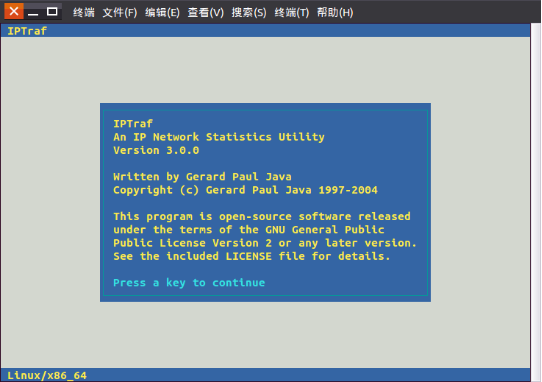 终端 文件(F) 编辑(E) 查看(V) 搜索(S) 终端(T) 帮助(H)
IPTraf
IPTraf
An IP Network Statistics Utility
Version 3.0.0
Written by Gerard Paul Java
Copyright (c) Gerard Paul Java 1997-2004
This program is open-source software released
under the terms of the GNU General Public
Public License Version 2 or any later version.
See the included LICENSE file for details.
Press a key to continue
Linux/x86_64